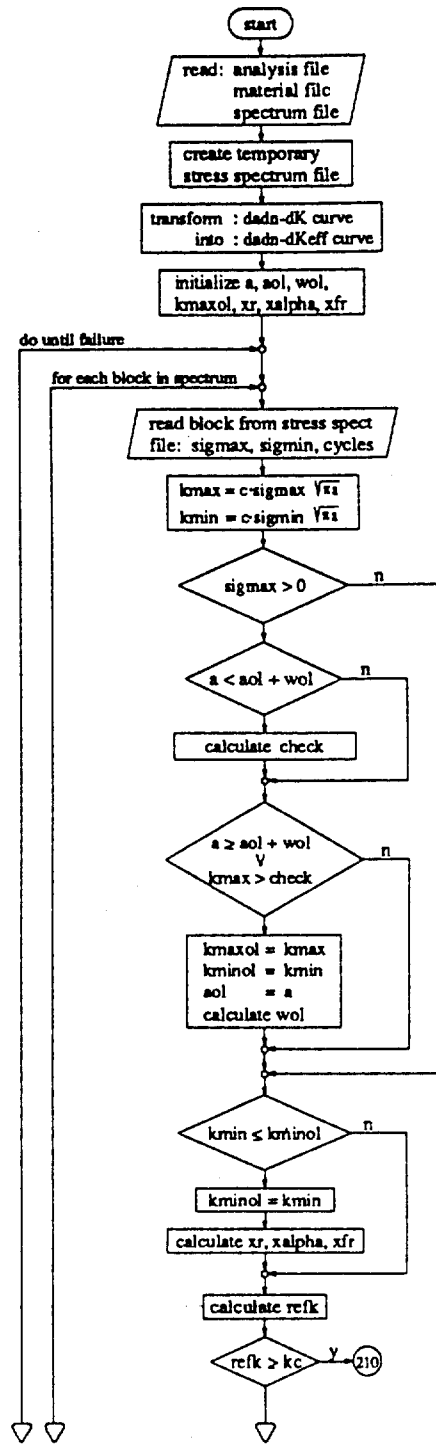 start
read: analysis file
material filc
spectrum file
create temporary
stress spectrum file
transform : dadn-dK curve
into : dadn-dKeff curve
initialize a, aol, wol,
kmaxol, xr, xalpha, xfr
do until failure
for each block in spectrum
read block from stress spect
file: sigmax, sigmin, cycles
kmax = c·sigmax √πa
kmin = c·sigmin √πa
sigmax > 0
n
a < aol + wol
n
calculate check
a ≥ aol + wol
n
V
kmax > check
kmaxol = kmax
kminol = kmin
aol = a
calculate wol
kmin ≤ kminol
n
kminol = kmin
calculate xr, xalpha, xfr
calculate refk
refk > kc
y
210